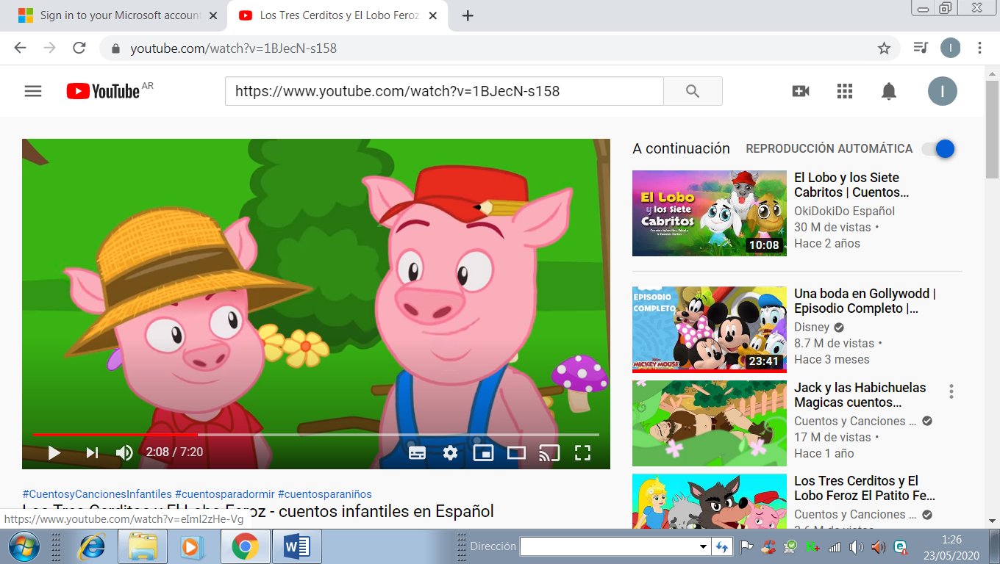 Sign in to your Microsoft account
Los Tres Cerditos y El Lobo Feroz
youtube.com/watch?v=1BJecN-s158
I
YouTube AR
https://www.youtube.com/watch?v=1BJecN-s158
I
A continuación
REPRODUCCIÓN AUTOMÁTICA
El Lobo
y los Siete
Cabritos
10:08
El Lobo y los Siete
Cabritos | Cuentos...
OkiDokiDo Español
30 M de vistas •
Hace 2 años
EPISODIO
COMPLETO
MICKEY MOUSE
23:41
Una boda en Gollywodd |
Episodio Completo |...
Disney
8.7 M de vistas •
Hace 3 meses
Jack y las Habichuelas
Magicas cuentos...
Cuentos y Canciones ...
17 M de vistas •
Hace 1 año
Los Tres Cerditos y El
Lobo Feroz El Patito Fe...
Cuentos y Canciones ...
2:08 / 7:20
#CuentosyCancionesInfantiles #cuentosparadormir #cuentosparaniños
Los Tres Cerditos y El Lobo Feroz - cuentos infantiles en Español
https://www.youtube.com/watch?v=eImI2zHe-Vg
Dirección
1:26
23/05/2020